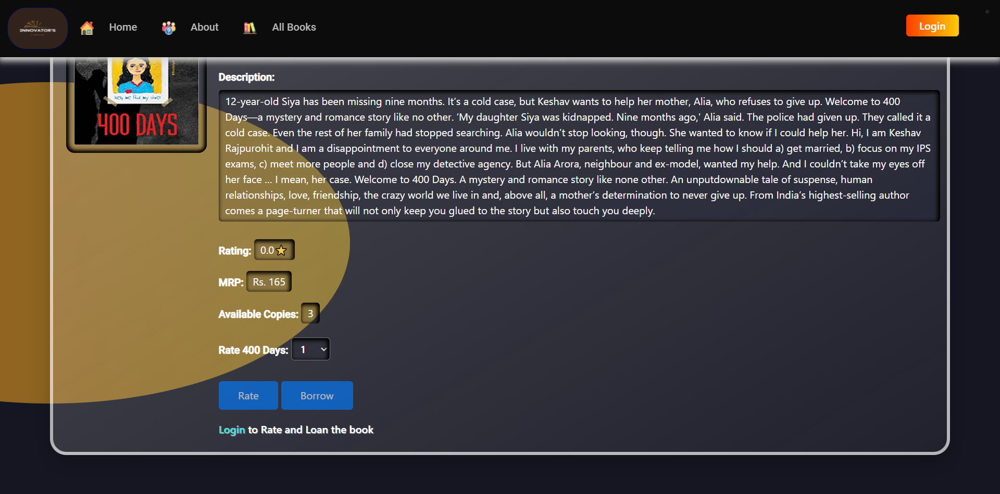 INNOVATOR'S
Home
About
All Books
Login
help me find my sister
400 DAYS
Description:
12-year-old Siya has been missing nine months. It’s a cold case, but Keshav wants to help her mother, Alia, who refuses to give up. Welcome to 400
Days—a mystery and romance story like no other. ‘My daughter Siya was kidnapped. Nine months ago,’ Alia said. The police had given up. They called it a
cold case. Even the rest of her family had stopped searching. Alia wouldn’t stop looking, though. She wanted to know if I could help her. Hi, I am Keshav
Rajpurohit and I am a disappointment to everyone around me. I live with my parents, who keep telling me how I should a) get married, b) focus on my IPS
exams, c) meet more people and d) close my detective agency. But Alia Arora, neighbour and ex-model, wanted my help. And I couldn’t take my eyes off
her face ... I mean, her case. Welcome to 400 Days. A mystery and romance story like none other. An unputdownable tale of suspense, human
relationships, love, friendship, the crazy world we live in and, above all, a mother’s determination to never give up. From India’s highest-selling author
comes a page-turner that will not only keep you glued to the story but also touch you deeply.
Rating: 0.0
MRP: Rs. 165
Available Copies: 3
Rate 400 Days: 1
Rate Borrow
Login to Rate and Loan the book